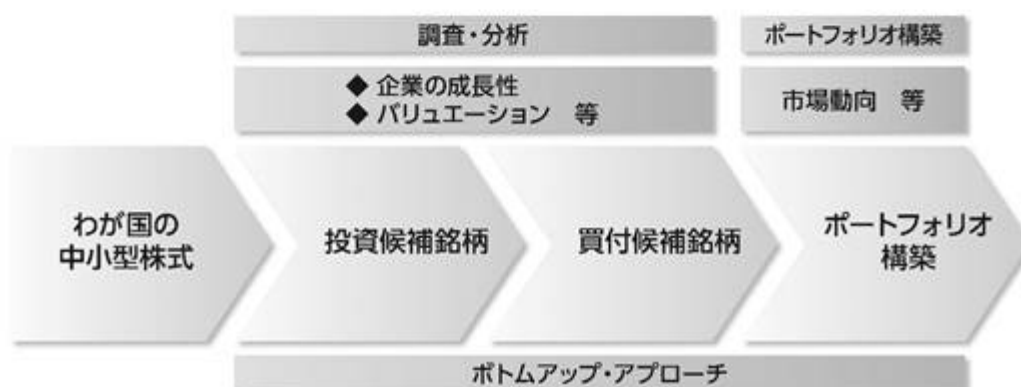 調査・分析
ポートフォリオ構築
◆ 企業の成長性
◆ バリュエーション　等
市場動向　等
わが国の
中小型株式
投資候補銘柄
買付候補銘柄
ポートフォリオ
構築
ボトムアップ・アプローチ